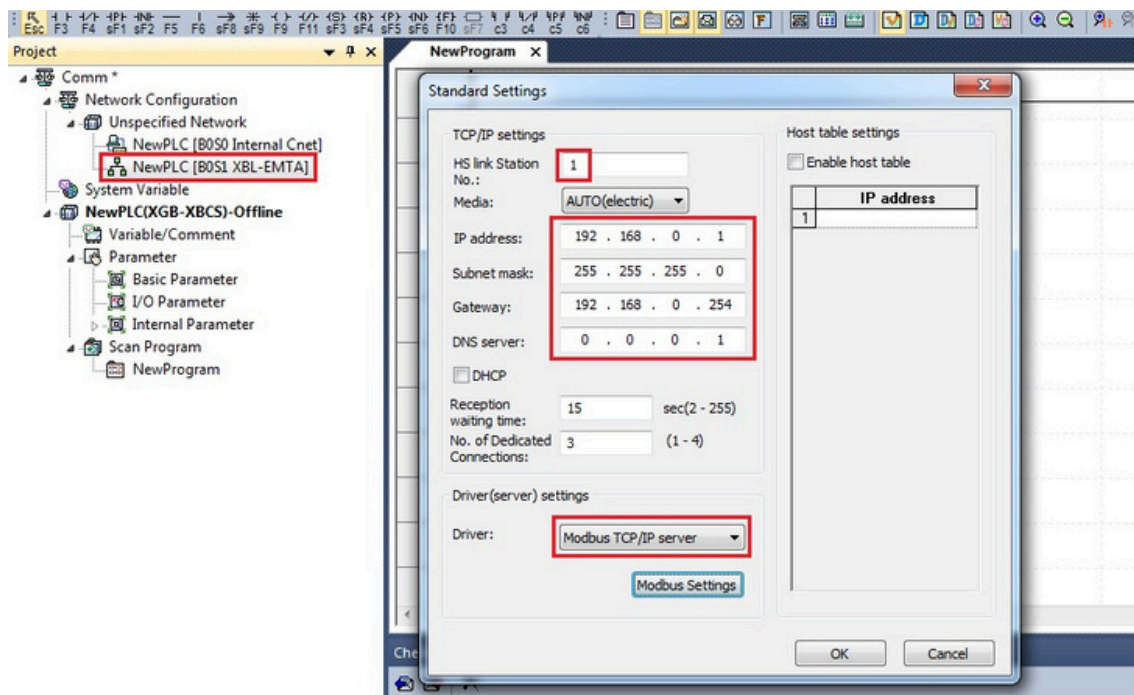 Esc F3 F4 sF1 sF2 F5 F6 sF8 sF9 F9 F11 sF3 sF4 sF5 sF6 F10 sF7 c3 c4 c5 c6
Project
NewProgram
Comm *
Network Configuration
Unspecified Network
NewPLC [B0S0 Internal Cnet]
NewPLC [B0S1 XBL-EMTA]
System Variable
NewPLC(XGB-XBCS)-Offline
Variable/Comment
Parameter
Basic Parameter
I/O Parameter
Internal Parameter
Scan Program
NewProgram
Standard Settings
TCP/IP settings
HS link Station No.: 1
Media: AUTO(electric)
IP address: 192 . 168 . 0 . 1
Subnet mask: 255 . 255 . 255 . 0
Gateway: 192 . 168 . 0 . 254
DNS server: 0 . 0 . 0 . 1
DHCP
Reception waiting time: 15 sec(2 - 255)
No. of Dedicated Connections: 3 (1 - 4)
Driver(server) settings
Driver: Modbus TCP/IP server
Modbus Settings
Host table settings
Enable host table
IP address
1
OK Cancel
Che